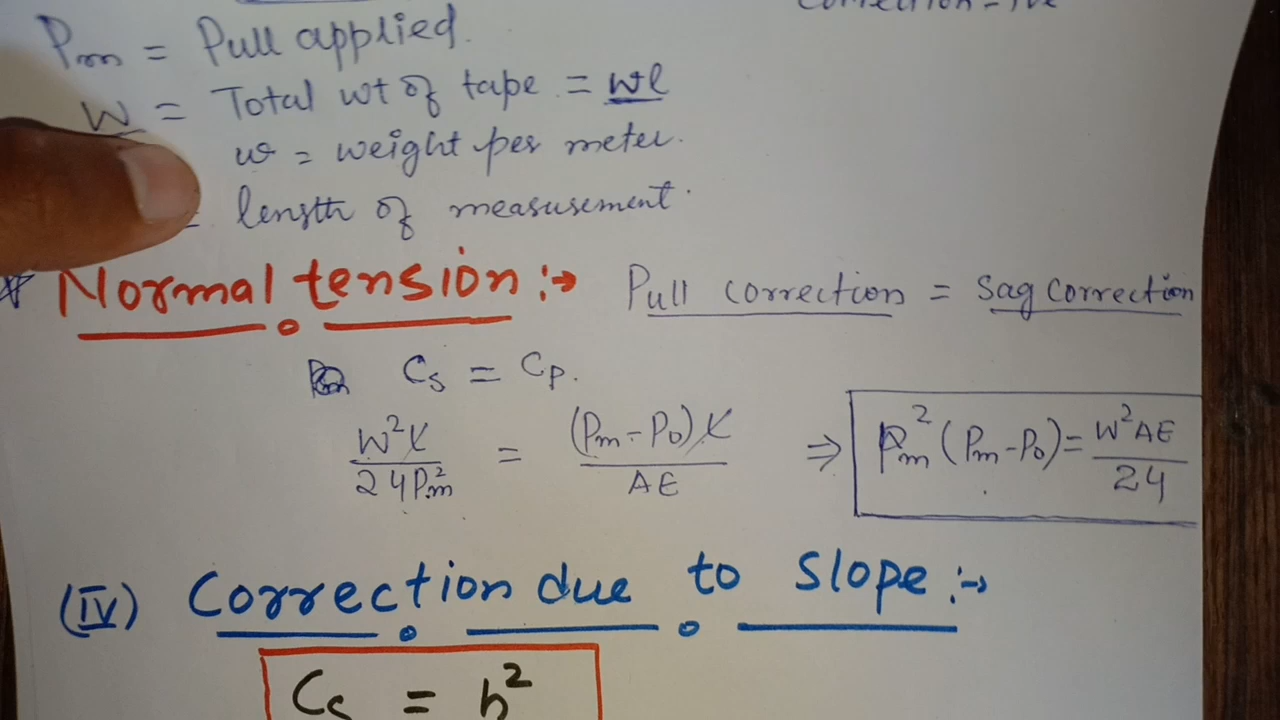 Pm = Pull applied.
W = Total wt of tape = wl
w = weight per meter.
= length of measurement.
Normal tension :→ Pull correction = Sag Correction
Cs = Cp.
W²l / 24Pm² = (Pm - P0)l / AE ⇒ Pm² (Pm - P0) = W²AE / 24
(IV) Correction due to slope :→
Cs = h²